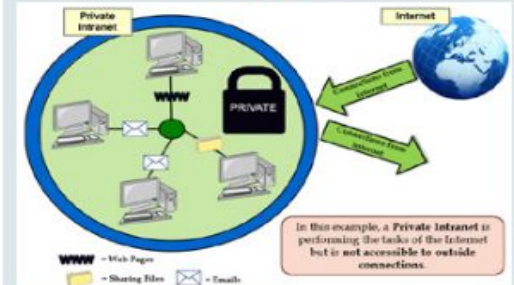 Private
Intranet
Internet
WWW
PRIVATE
Connections from
Internet
Connections from
internet
In this example, a Private Intranet is
performing the tasks of the Internet
but is not accessible to outside
connections.
WWW = Web Pages
= Sharing Files
= Emails